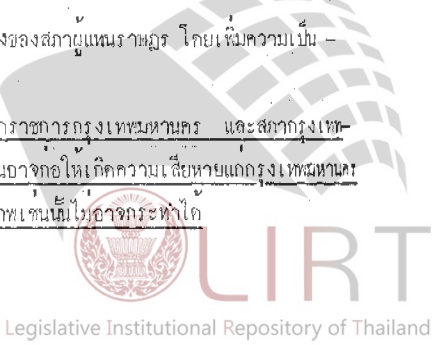 งของสภาผู้แทนราษฎร โดยเพิ่มความเป็น –
กราชการกรุงเทพมหานคร และสภากรุงเทพ–
นอาจก่อให้เกิดความเสียหายแก่กรุงเทพมหานคร
าพเช่นนั้นไม่อาจกระทำได้
LIRT
Legislative Institutional Repository of Thailand